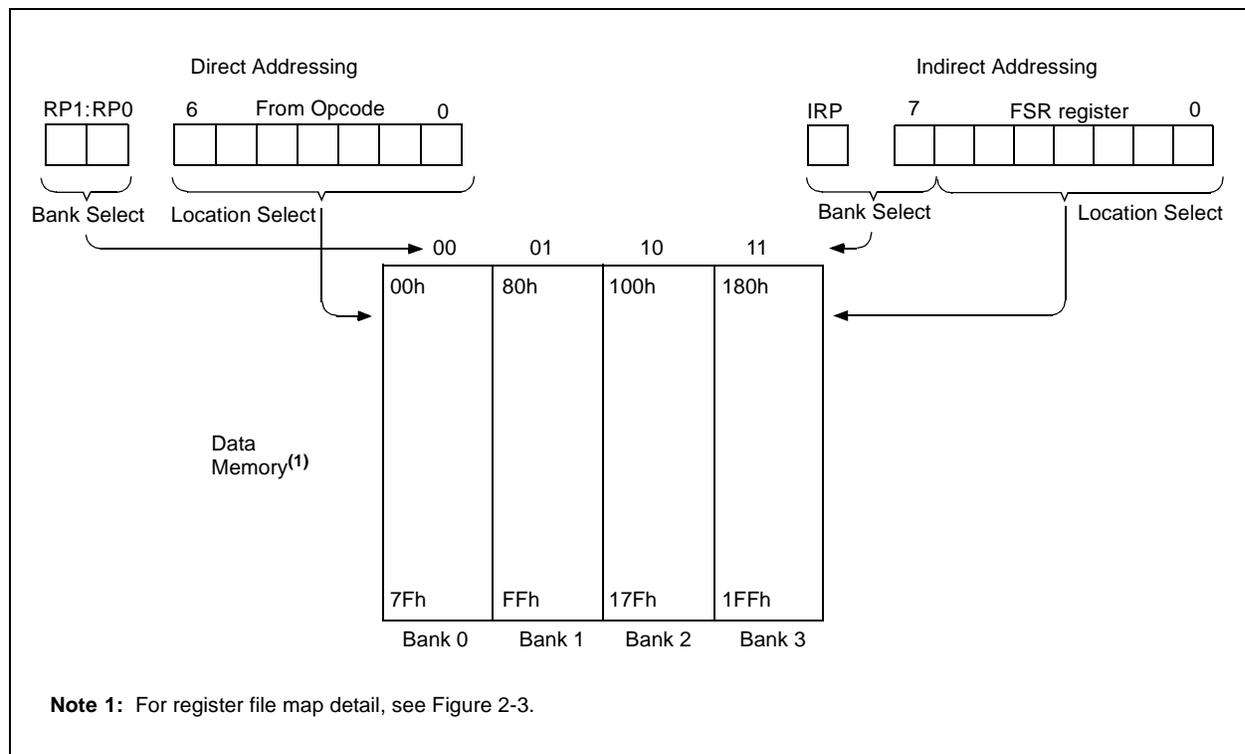 Direct Addressing
Indirect Addressing
RP1:RP0 6 From Opcode 0
IRP 7 FSR register 0
Bank Select Location Select
Bank Select Location Select
00 01 10 11
00h 80h 100h 180h
Data
Memory(1)
7Fh FFh 17Fh 1FFh
Bank 0 Bank 1 Bank 2 Bank 3
Note 1: For register file map detail, see Figure 2-3.